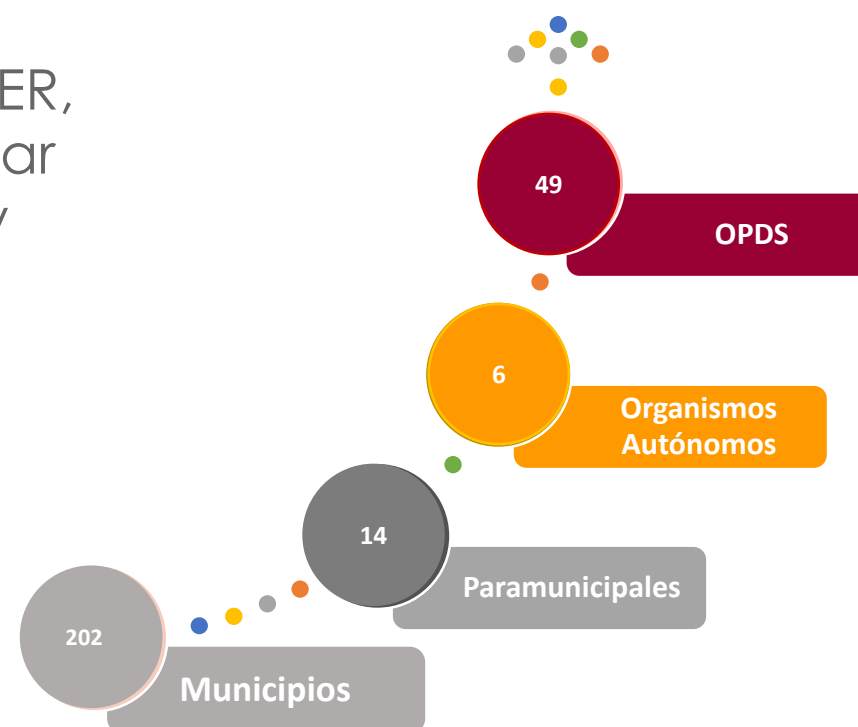 ER,
ar
49
OPDS
6
Organismos
Autónomos
14
Paramunicipales
202
Municipios